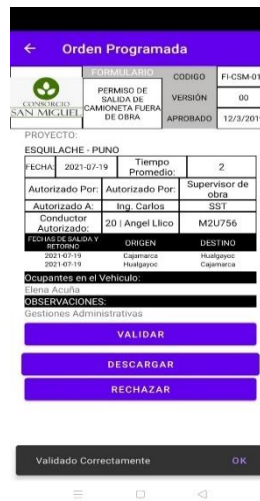 Orden Programada
CONSORCIO
SAN MIGUEL
FORMULARIO
PERMISO DE
SALIDA DE
CAMIONETA FUERA
DE OBRA
CODIGO
FI-CSM-01
VERSIÓN
00
APROBADO
12/3/201
PROYECTO:
ESQUILACHE - PUNO
FECHA:
2021-07-19
Tiempo
Promedio:
2
Autorizado Por:
Autorizado Por:
Supervisor de
obra
Autorizado A:
Ing. Carlos
SST
Conductor
Autorizado:
20 | Angel Llico
M2U756
FECHAS DE SALIDA Y
RETORNO
ORIGEN
DESTINO
2021-07-19
Cajamarca
Hualgayoc
2021-07-19
Hualgayoc
Cajamarca
Ocupantes en el Vehiculo:
Elena Acuña
OBSERVACIONES:
Gestiones Administrativas
VALIDAR
DESCARGAR
RECHAZAR
Validado Correctamente
OK